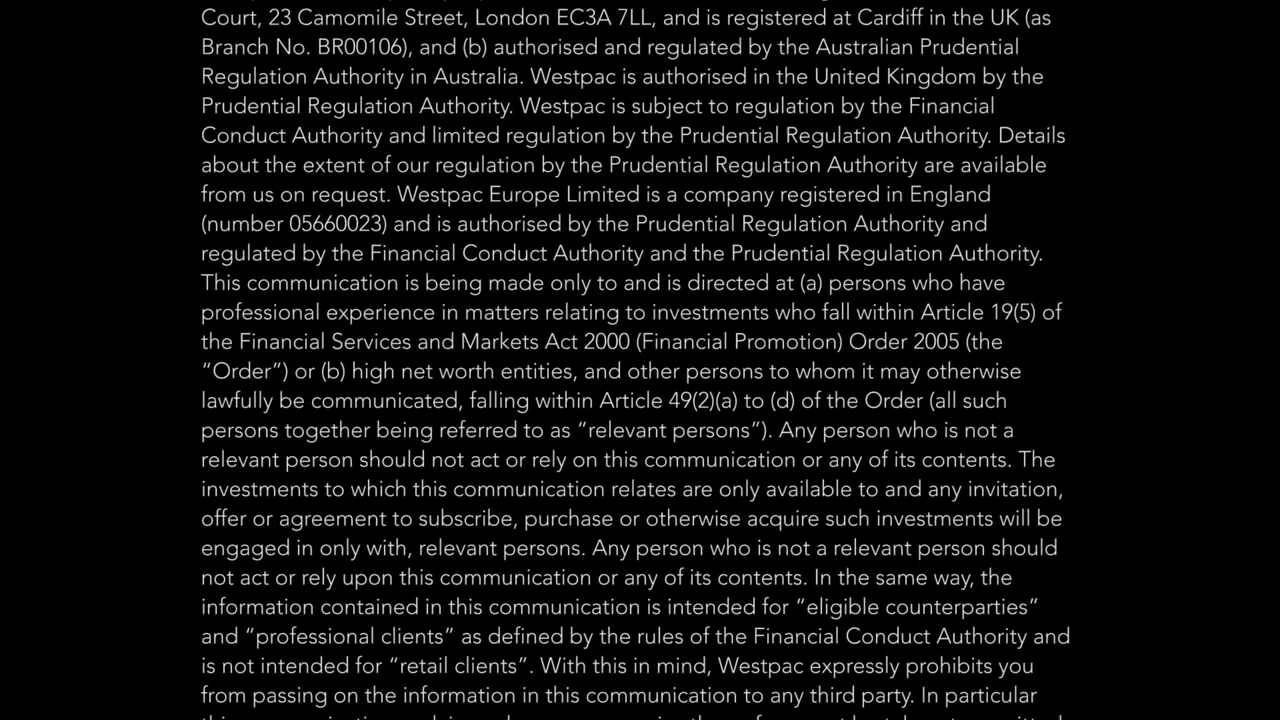 Court, 23 Camomile Street, London EC3A 7LL, and is registered at Cardiff in the UK (as
Branch No. BR00106), and (b) authorised and regulated by the Australian Prudential
Regulation Authority in Australia. Westpac is authorised in the United Kingdom by the
Prudential Regulation Authority. Westpac is subject to regulation by the Financial
Conduct Authority and limited regulation by the Prudential Regulation Authority. Details
about the extent of our regulation by the Prudential Regulation Authority are available
from us on request. Westpac Europe Limited is a company registered in England
(number 05660023) and is authorised by the Prudential Regulation Authority and
regulated by the Financial Conduct Authority and the Prudential Regulation Authority.
This communication is being made only to and is directed at (a) persons who have
professional experience in matters relating to investments who fall within Article 19(5) of
the Financial Services and Markets Act 2000 (Financial Promotion) Order 2005 (the
“Order”) or (b) high net worth entities, and other persons to whom it may otherwise
lawfully be communicated, falling within Article 49(2)(a) to (d) of the Order (all such
persons together being referred to as “relevant persons”). Any person who is not a
relevant person should not act or rely on this communication or any of its contents. The
investments to which this communication relates are only available to and any invitation,
offer or agreement to subscribe, purchase or otherwise acquire such investments will be
engaged in only with, relevant persons. Any person who is not a relevant person should
not act or rely upon this communication or any of its contents. In the same way, the
information contained in this communication is intended for “eligible counterparties”
and “professional clients” as defined by the rules of the Financial Conduct Authority and
is not intended for “retail clients”. With this in mind, Westpac expressly prohibits you
from passing on the information in this communication to any third party. In particular